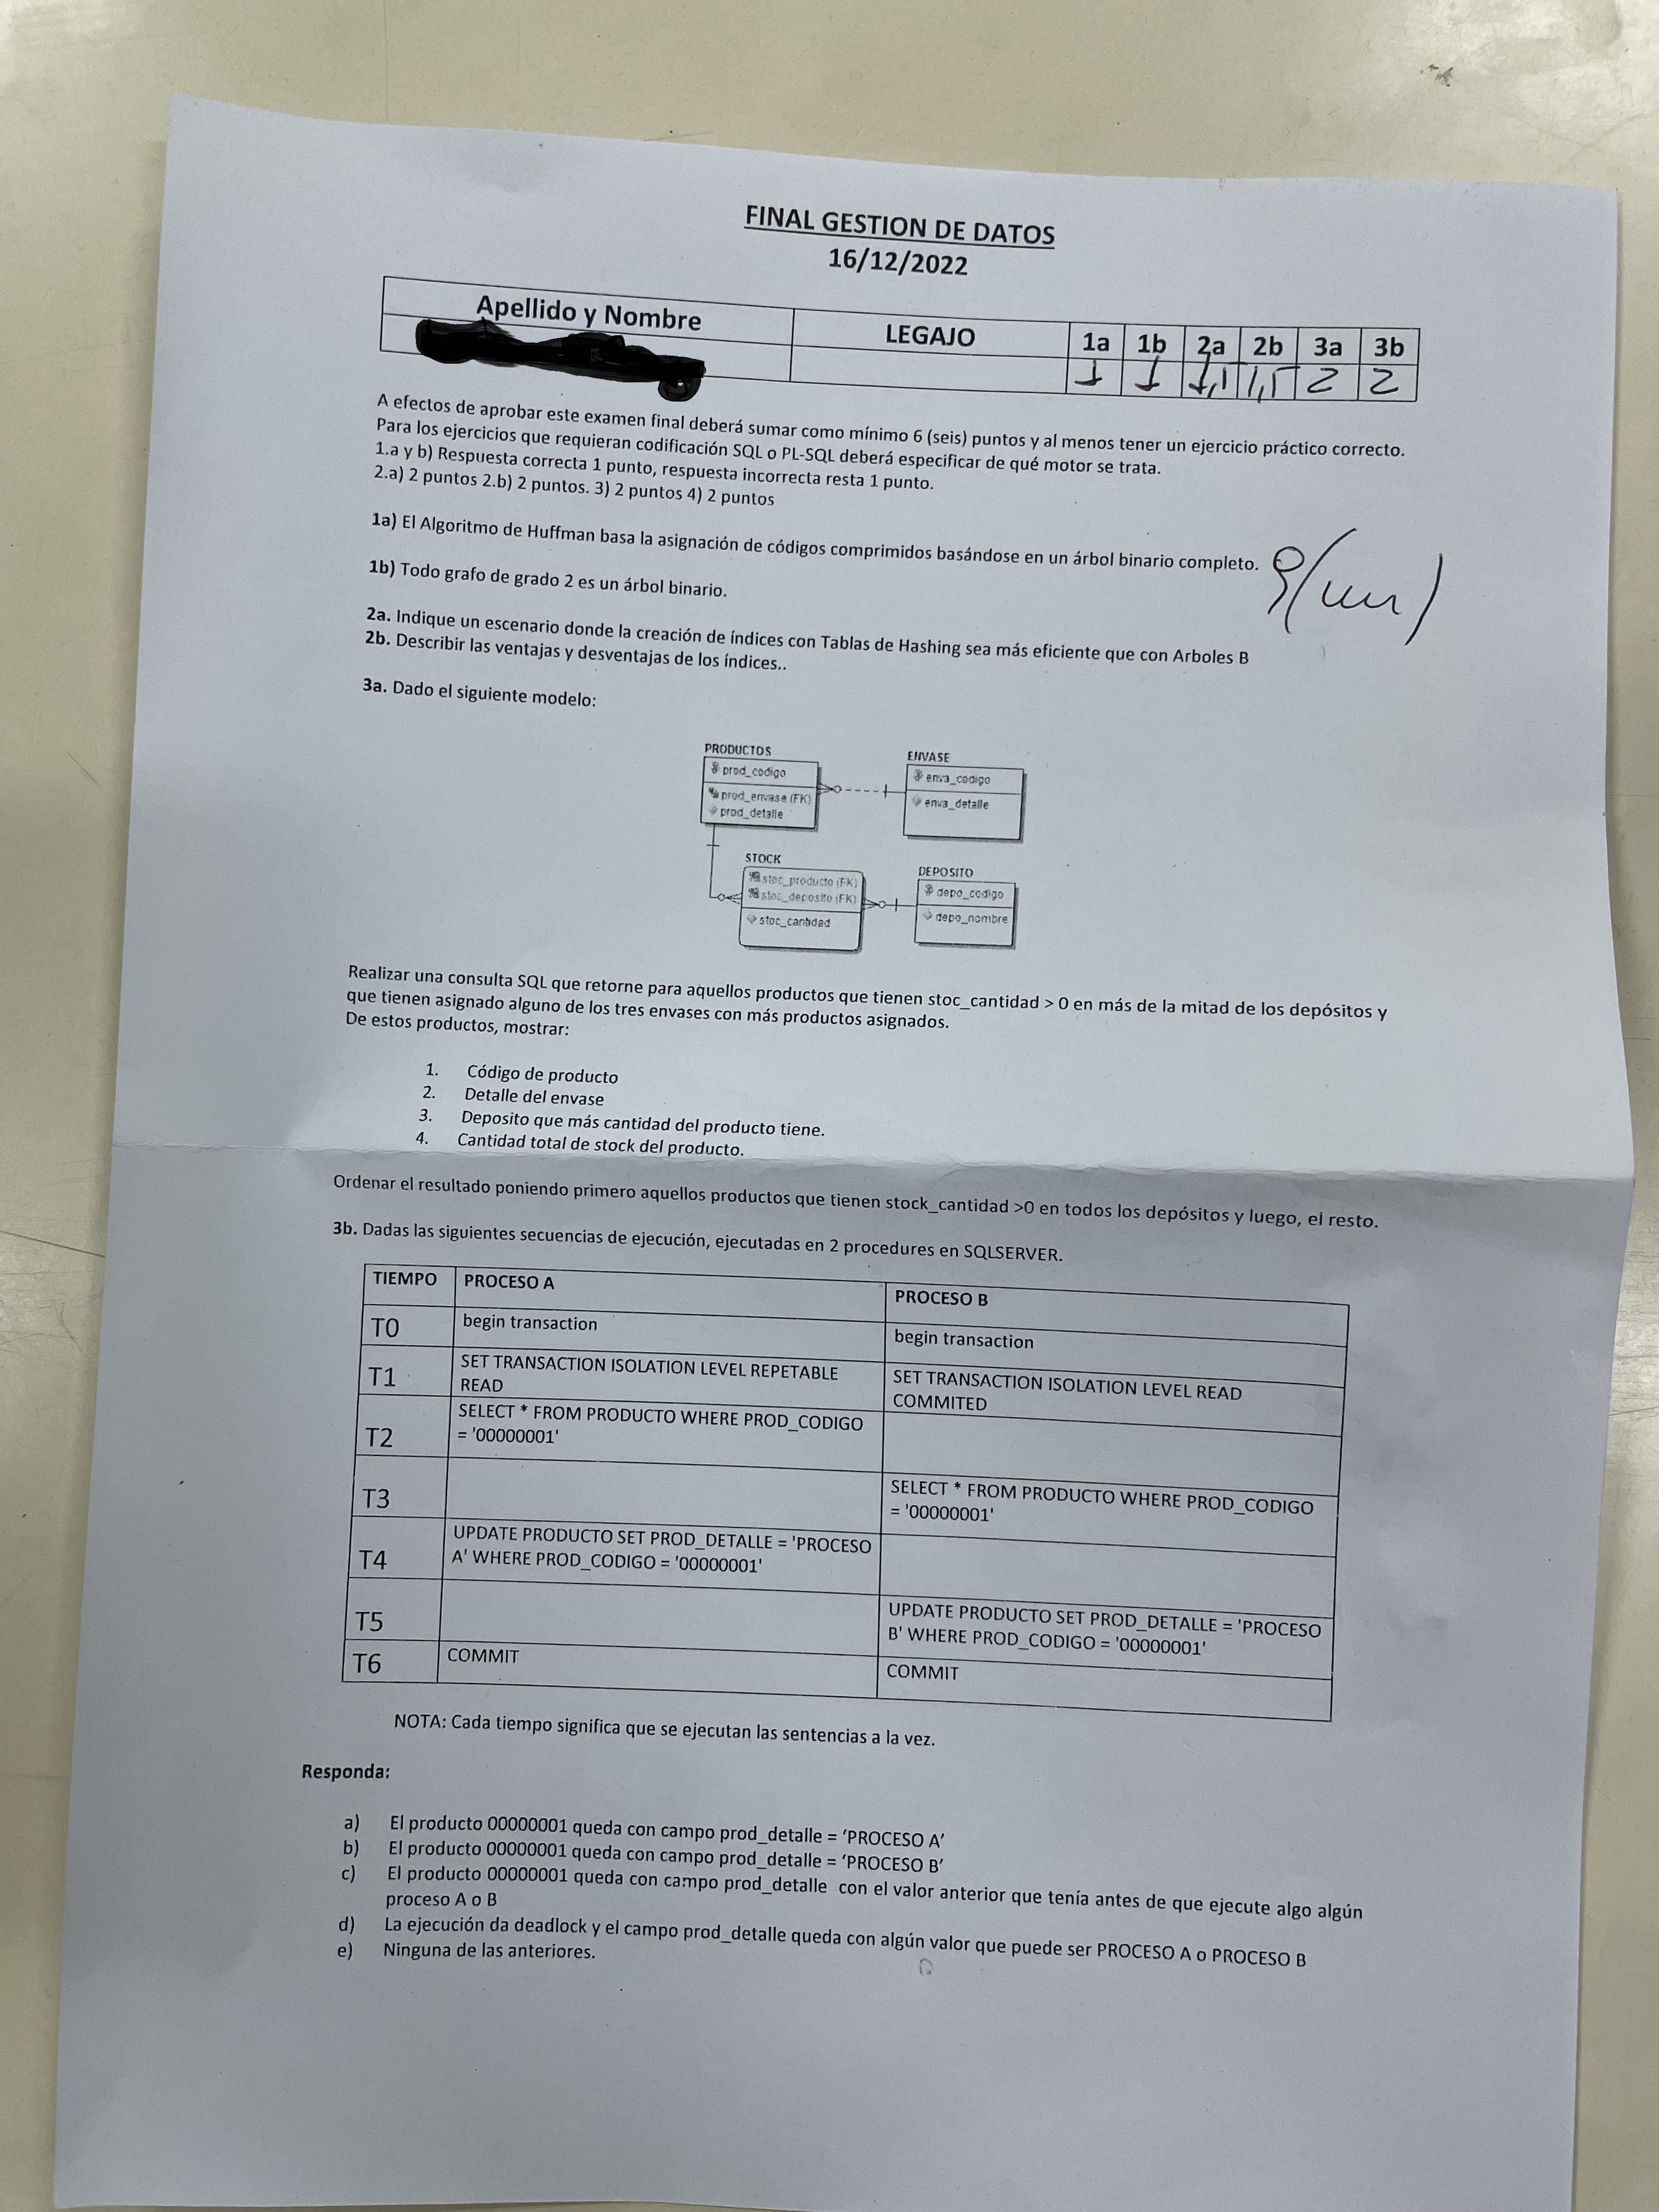 FINAL GESTION DE DATOS
16/12/2022
Apellido y Nombre LEGAJO 1a 1b 2a 2b 3a 3b
1 1 1,5 1,5 2 2
A efectos de aprobar este examen final deberá sumar como mínimo 6 (seis) puntos y al menos tener un ejercicio práctico correcto.
Para los ejercicios que requieran codificación SQL o PL-SQL deberá especificar de qué motor se trata.
1.a y b) Respuesta correcta 1 punto, respuesta incorrecta resta 1 punto.
2.a) 2 puntos 2.b) 2 puntos. 3) 2 puntos 4) 2 puntos
1a) El Algoritmo de Huffman basa la asignación de códigos comprimidos basándose en un árbol binario completo.
9
1b) Todo grafo de grado 2 es un árbol binario.
2a. Indique un escenario donde la creación de índices con Tablas de Hashing sea más eficiente que con Arboles B
2b. Describir las ventajas y desventajas de los índices..
3a. Dado el siguiente modelo:
PRODUCTOS
prod_codigo
prod_envase (FK)
prod_detalle
ENVASE
enva_codigo
enva_detalle
STOCK
stoc_producto (FK)
stoc_deposito (FK)
stoc_cantidad
DEPOSITO
depo_codigo
depo_nombre
Realizar una consulta SQL que retorne para aquellos productos que tienen stoc_cantidad > 0 en más de la mitad de los depósitos y
que tienen asignado alguno de los tres envases con más productos asignados.
De estos productos, mostrar:
1. Código de producto
2. Detalle del envase
3. Deposito que más cantidad del producto tiene.
4. Cantidad total de stock del producto.
Ordenar el resultado poniendo primero aquellos productos que tienen stock_cantidad >0 en todos los depósitos y luego, el resto.
3b. Dadas las siguientes secuencias de ejecución, ejecutadas en 2 procedures en SQLSERVER.
TIEMPO PROCESO A PROCESO B
T0 begin transaction begin transaction
T1 SET TRANSACTION ISOLATION LEVEL REPETABLE
READ
SET TRANSACTION ISOLATION LEVEL READ
COMMITED
T2 SELECT * FROM PRODUCTO WHERE PROD_CODIGO
= '00000001'
T3 SELECT * FROM PRODUCTO WHERE PROD_CODIGO
= '00000001'
T4 UPDATE PRODUCTO SET PROD_DETALLE = 'PROCESO
A' WHERE PROD_CODIGO = '00000001'
T5 UPDATE PRODUCTO SET PROD_DETALLE = 'PROCESO
B' WHERE PROD_CODIGO = '00000001'
T6 COMMIT COMMIT
NOTA: Cada tiempo significa que se ejecutan las sentencias a la vez.
Responda:
a) El producto 00000001 queda con campo prod_detalle = ‘PROCESO A’
b) El producto 00000001 queda con campo prod_detalle = ‘PROCESO B’
c) El producto 00000001 queda con campo prod_detalle con el valor anterior que tenía antes de que ejecute algo algún
proceso A o B
d) La ejecución da deadlock y el campo prod_detalle queda con algún valor que puede ser PROCESO A o PROCESO B
e) Ninguna de las anteriores.